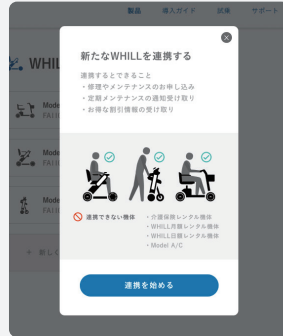 製品 導入ガイド 試乗 サポート
WHIL
新たなWHILLを連携する
連携するとできること
・修理やメンテナンスのお申し込み
・定期メンテナンスの通知受け取り
・お得な割引情報の受け取り
Mode
Mode
Mode
連携できない機体
・介護保険レンタル機体
・WHILL月額レンタル機体
・WHILL日額レンタル機体
・Model A/C
+ 新しく
連携を始める